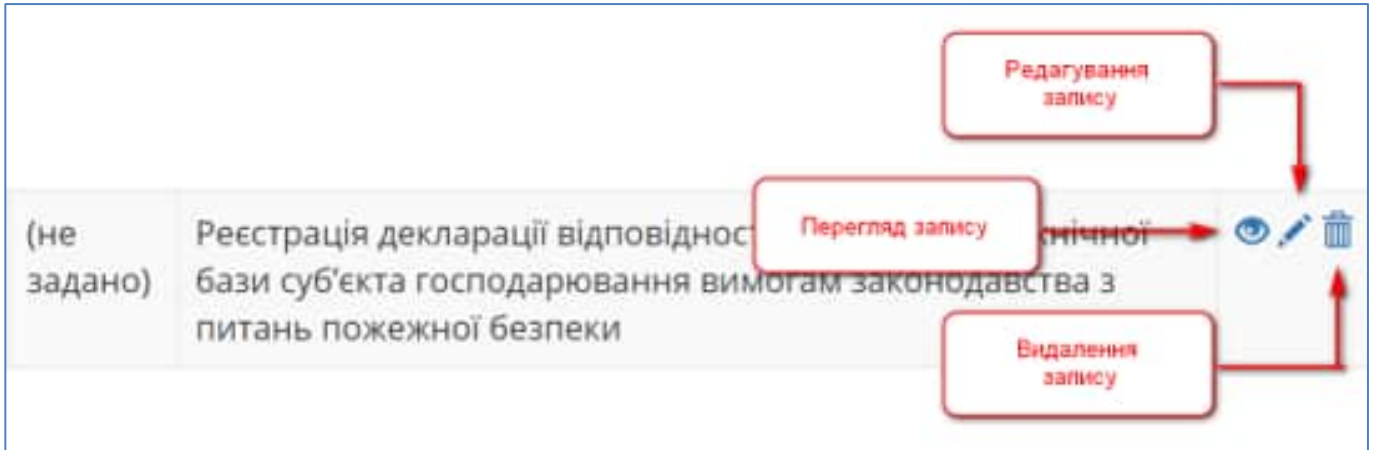 Редагування
запису
(не
задано)
Реєстрація декларації відповіднос
Перегляд запису
хнічної
бази суб’єкта господарювання вимогам законодавства з
питань пожежної безпеки
Видалення
запису